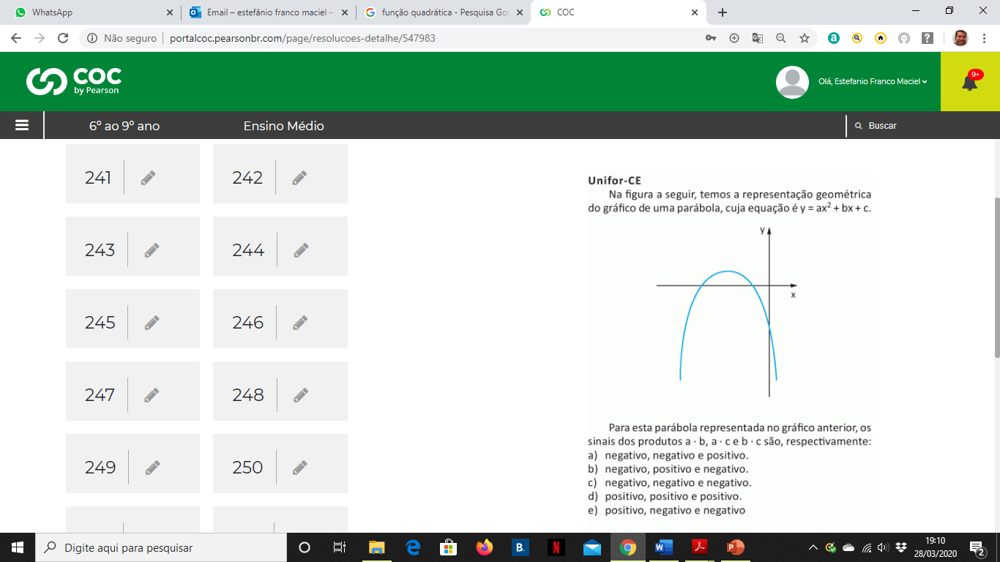 WhatsApp
Email – estefânio franco maciel –
função quadrática - Pesquisa Goo
COC
Não seguro
portalcoc.pearsonbr.com/page/resolucoes-detalhe/547983
COC
by Pearson
Olá, Estefanio Franco Maciel
9+
6º ao 9º ano
Ensino Médio
Buscar
241
242
243
244
245
246
247
248
249
250
Unifor-CE
Na figura a seguir, temos a representação geométrica
do gráfico de uma parábola, cuja equação é y = ax² + bx + c.
y
x
Para esta parábola representada no gráfico anterior, os
sinais dos produtos a · b, a · c e b · c são, respectivamente:
a) negativo, negativo e positivo.
b) negativo, positivo e negativo.
c) negativo, negativo e negativo.
d) positivo, positivo e positivo.
e) positivo, negativo e negativo
Digite aqui para pesquisar
B.
N
19:10
28/03/2020
2